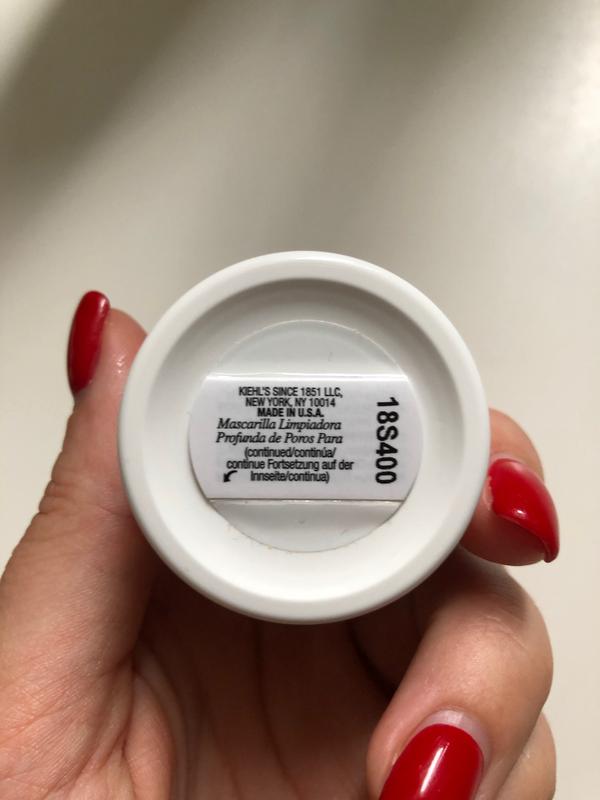 KIEHL'S SINCE 1851 LLC,
NEW YORK, NY 10014
MADE IN U.S.A.
Mascarilla Limpiadora
Profunda de Poros Para
(continued/continúa/
continue Fortsetzung auf der
Innseite/continua)
18S400